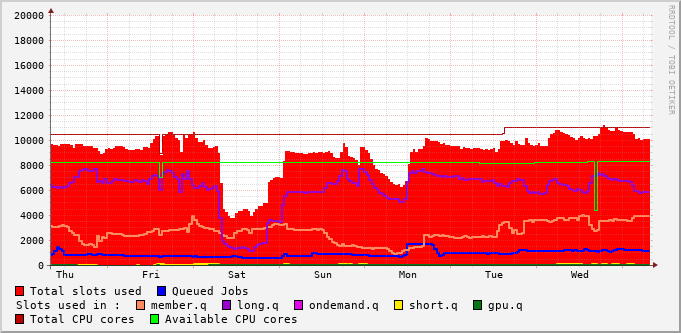 20000
18000
16000
14000
12000
10000
8000
6000
4000
2000
0
Thu Fri Sat Sun Mon Tue Wed
Total slots used Queued Jobs
Slots used in : member.q long.q ondemand.q short.q gpu.q
Total CPU cores Available CPU cores
RRDTOOL / TOBI OETIKER